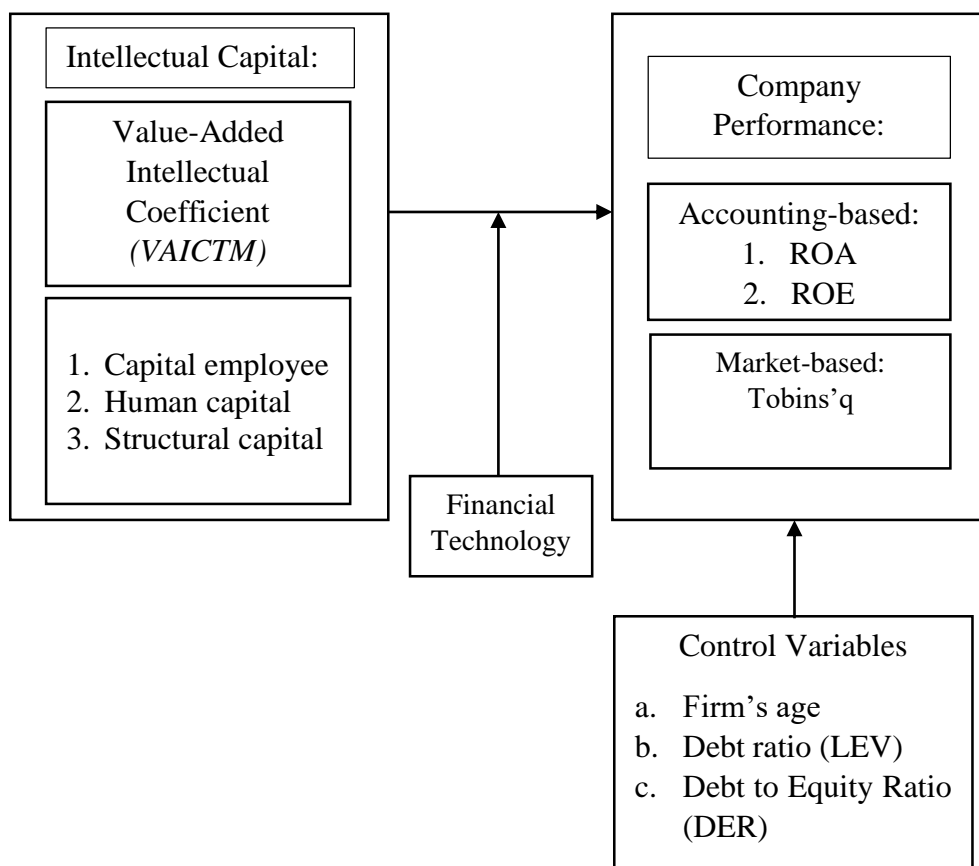 Intellectual Capital:
Value-Added
Intellectual
Coefficient
(VAICTM)
1. Capital employee
2. Human capital
3. Structural capital
Financial
Technology
Company
Performance:
Accounting-based:
1. ROA
2. ROE
Market-based:
Tobins’q
Control Variables
a. Firm’s age
b. Debt ratio (LEV)
c. Debt to Equity Ratio
(DER)